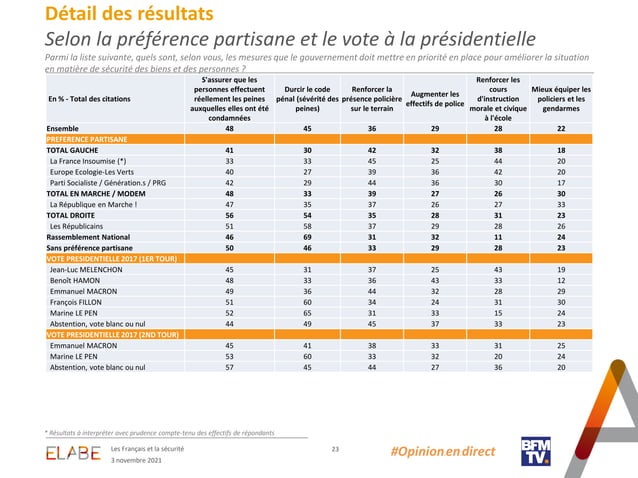 Détail des résultats
Selon la préférence partisane et le vote à la présidentielle
Parmi la liste suivante, quels sont, selon vous, les mesures que le gouvernement doit mettre en priorité en place pour améliorer la situation
en matière de sécurité des biens et des personnes ?
En % - Total des citations | S'assurer que les personnes effectuent réellement les peines auxquelles elles ont été condamnées | Durcir le code pénal (sévérité des peines) | Renforcer la présence policière sur le terrain | Augmenter les effectifs de police | Renforcer les cours d'instruction morale et civique à l'école | Mieux équiper les policiers et les gendarmes
Ensemble 48 45 36 29 28 22
PREFERENCE PARTISANE
TOTAL GAUCHE 41 30 42 32 38 18
La France Insoumise (*) 33 33 45 25 44 20
Europe Ecologie-Les Verts 40 27 39 36 42 20
Parti Socialiste / Génération.s / PRG 42 29 44 36 30 17
TOTAL EN MARCHE / MODEM 48 33 39 27 26 30
La République en Marche ! 47 35 37 26 27 33
TOTAL DROITE 56 54 35 28 31 23
Les Républicains 51 58 37 29 28 26
Rassemblement National 46 69 31 32 11 24
Sans préférence partisane 50 46 33 29 28 23
VOTE PRESIDENTIELLE 2017 (1ER TOUR)
Jean-Luc MELENCHON 45 31 37 25 43 19
Benoît HAMON 48 33 36 43 33 12
Emmanuel MACRON 49 36 44 32 28 29
François FILLON 51 60 34 24 31 30
Marine LE PEN 52 65 31 33 15 24
Abstention, vote blanc ou nul 44 49 45 37 33 23
VOTE PRESIDENTIELLE 2017 (2ND TOUR)
Emmanuel MACRON 45 41 38 33 31 25
Marine LE PEN 53 60 33 32 20 24
Abstention, vote blanc ou nul 57 45 44 27 36 20
* Résultats à interpréter avec prudence compte-tenu des effectifs de répondants
ELABE
Les Français et la sécurité
3 novembre 2021
23
#Opinion en direct
BFM
TV.